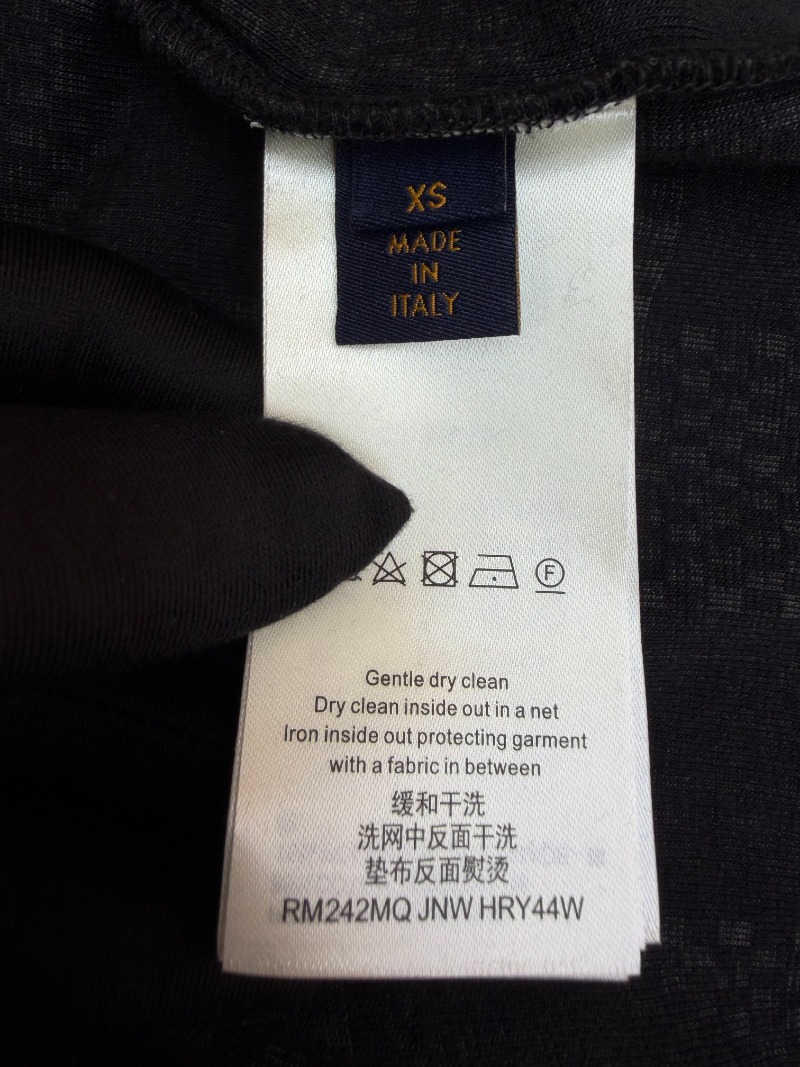 XS
MADE
IN
ITALY
F
Gentle dry clean
Dry clean inside out in a net
Iron inside out protecting garment
with a fabric in between
缓和干洗
洗网中反面干洗
垫布反面熨烫
RM242MQ JNW HRY44W